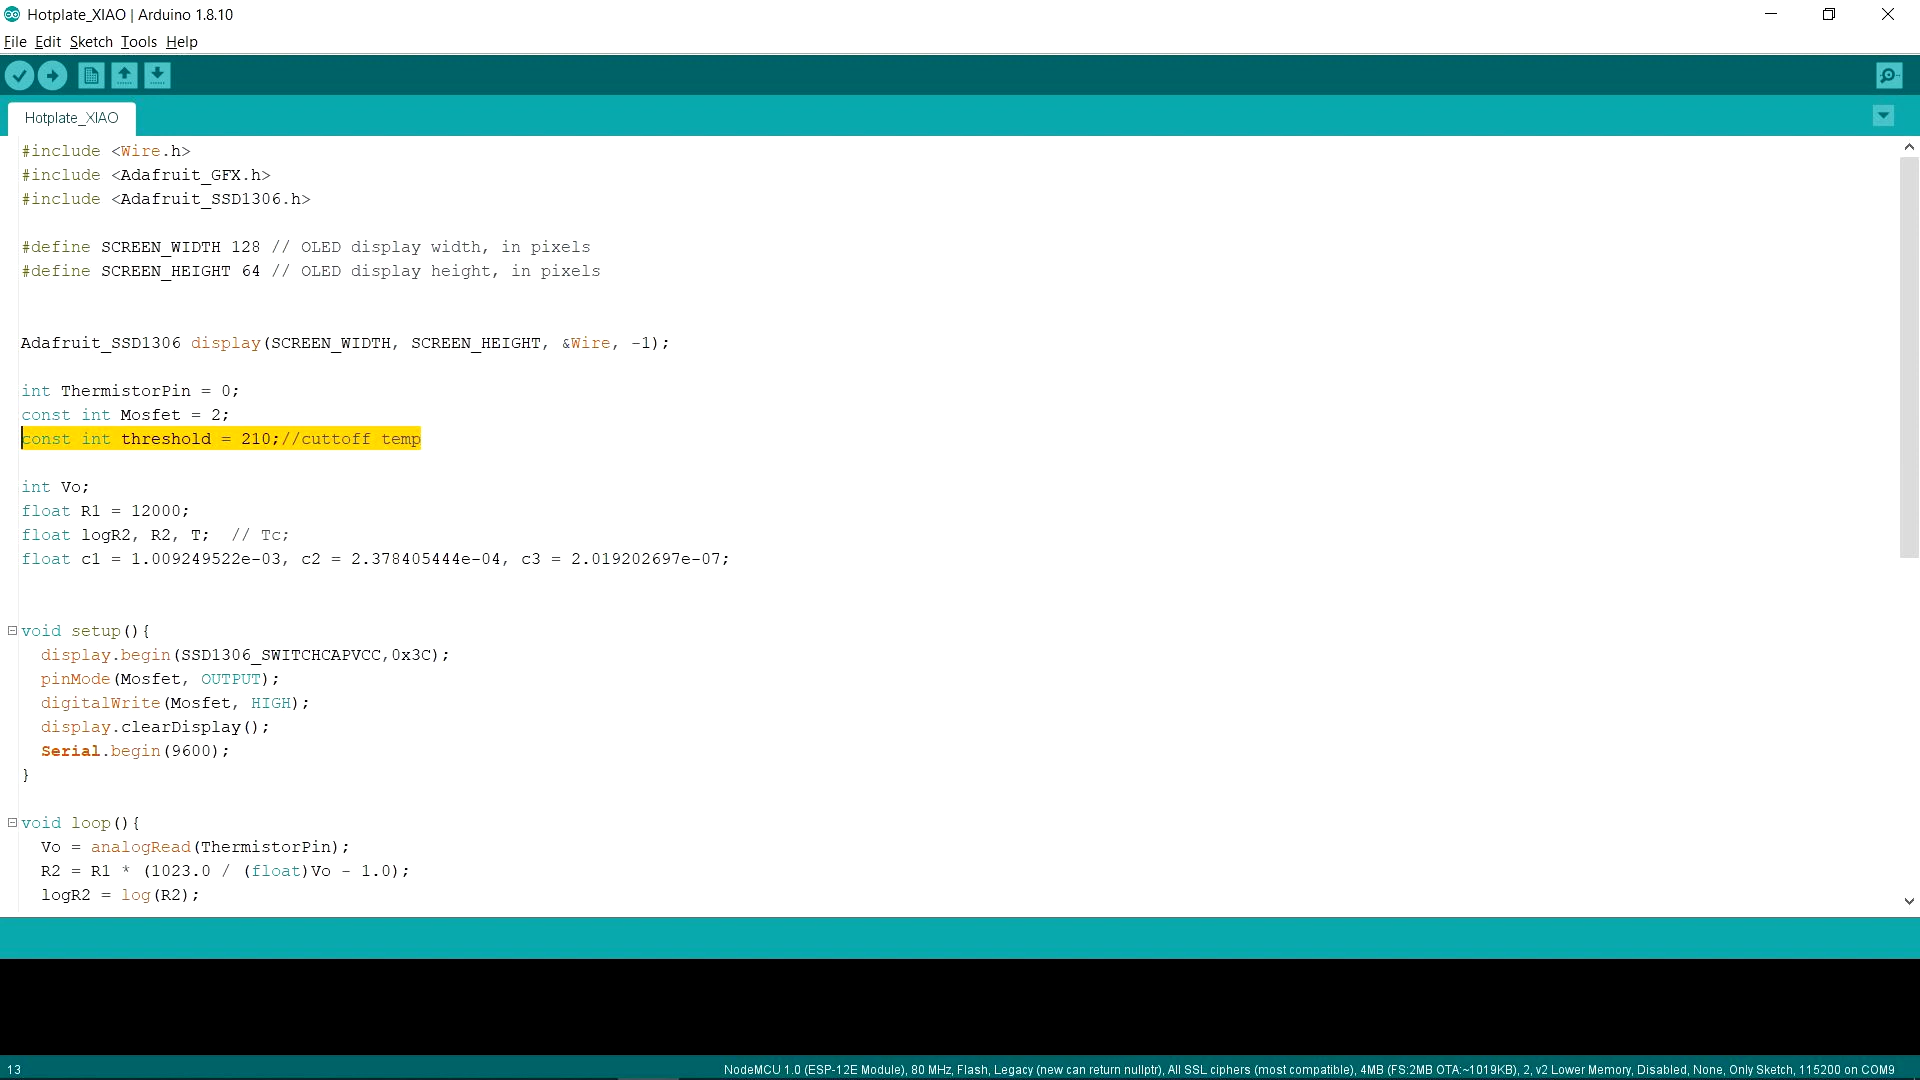 Hotplate_XIAO | Arduino 1.8.10
File Edit Sketch Tools Help
Hotplate_XIAO
#include <Wire.h>
#include <Adafruit_GFX.h>
#include <Adafruit_SSD1306.h>
#define SCREEN_WIDTH 128 // OLED display width, in pixels
#define SCREEN_HEIGHT 64 // OLED display height, in pixels
Adafruit_SSD1306 display(SCREEN_WIDTH, SCREEN_HEIGHT, &Wire, -1);
int ThermistorPin = 0;
const int Mosfet = 2;
const int threshold = 210;//cuttoff temp
int Vo;
float R1 = 12000;
float logR2, R2, T;  // Tc;
float c1 = 1.009249522e-03, c2 = 2.378405444e-04, c3 = 2.019202697e-07;
void setup(){
display.begin(SSD1306_SWITCHCAPVCC,0x3C);
pinMode(Mosfet, OUTPUT);
digitalWrite(Mosfet, HIGH);
display.clearDisplay();
Serial.begin(9600);
}
void loop(){
Vo = analogRead(ThermistorPin);
R2 = R1 * (1023.0 / (float)Vo - 1.0);
logR2 = log(R2);
13
NodeMCU 1.0 (ESP-12E Module), 80 MHz, Flash, Legacy (new can return nullptr), All SSL ciphers (most compatible), 4MB (FS:2MB OTA:~1019KB), 2, v2 Lower Memory, Disabled, None, Only Sketch, 115200 on COM9